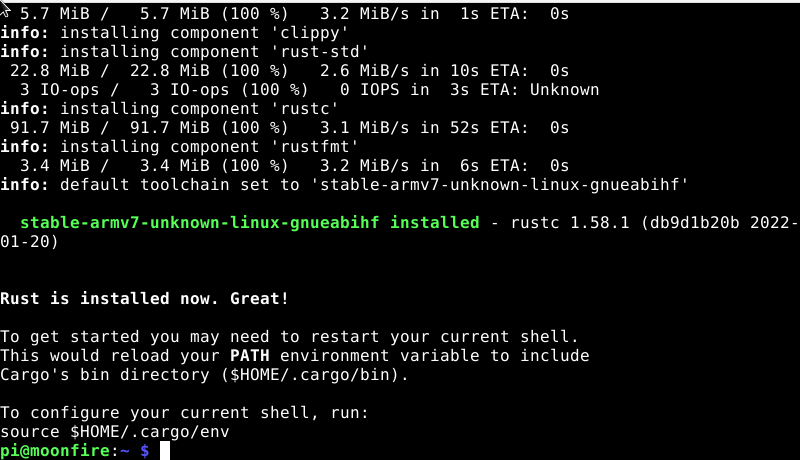 5.7 MiB /   5.7 MiB (100 %)   3.2 MiB/s in  1s ETA:  0s
info: installing component 'clippy'
info: installing component 'rust-std'
 22.8 MiB /  22.8 MiB (100 %)   2.6 MiB/s in 10s ETA:  0s
  3 IO-ops /   3 IO-ops (100 %)   0 IOPS in  3s ETA: Unknown
info: installing component 'rustc'
 91.7 MiB /  91.7 MiB (100 %)   3.1 MiB/s in 52s ETA:  0s
info: installing component 'rustfmt'
  3.4 MiB /   3.4 MiB (100 %)   3.2 MiB/s in  6s ETA:  0s
info: default toolchain set to 'stable-armv7-unknown-linux-gnueabihf'
  stable-armv7-unknown-linux-gnueabihf installed - rustc 1.58.1 (db9d1b20b 2022-
01-20)
Rust is installed now. Great!
To get started you may need to restart your current shell.
This would reload your PATH environment variable to include
Cargo's bin directory ($HOME/.cargo/bin).
To configure your current shell, run:
source $HOME/.cargo/env
pi@moonfire:~ $